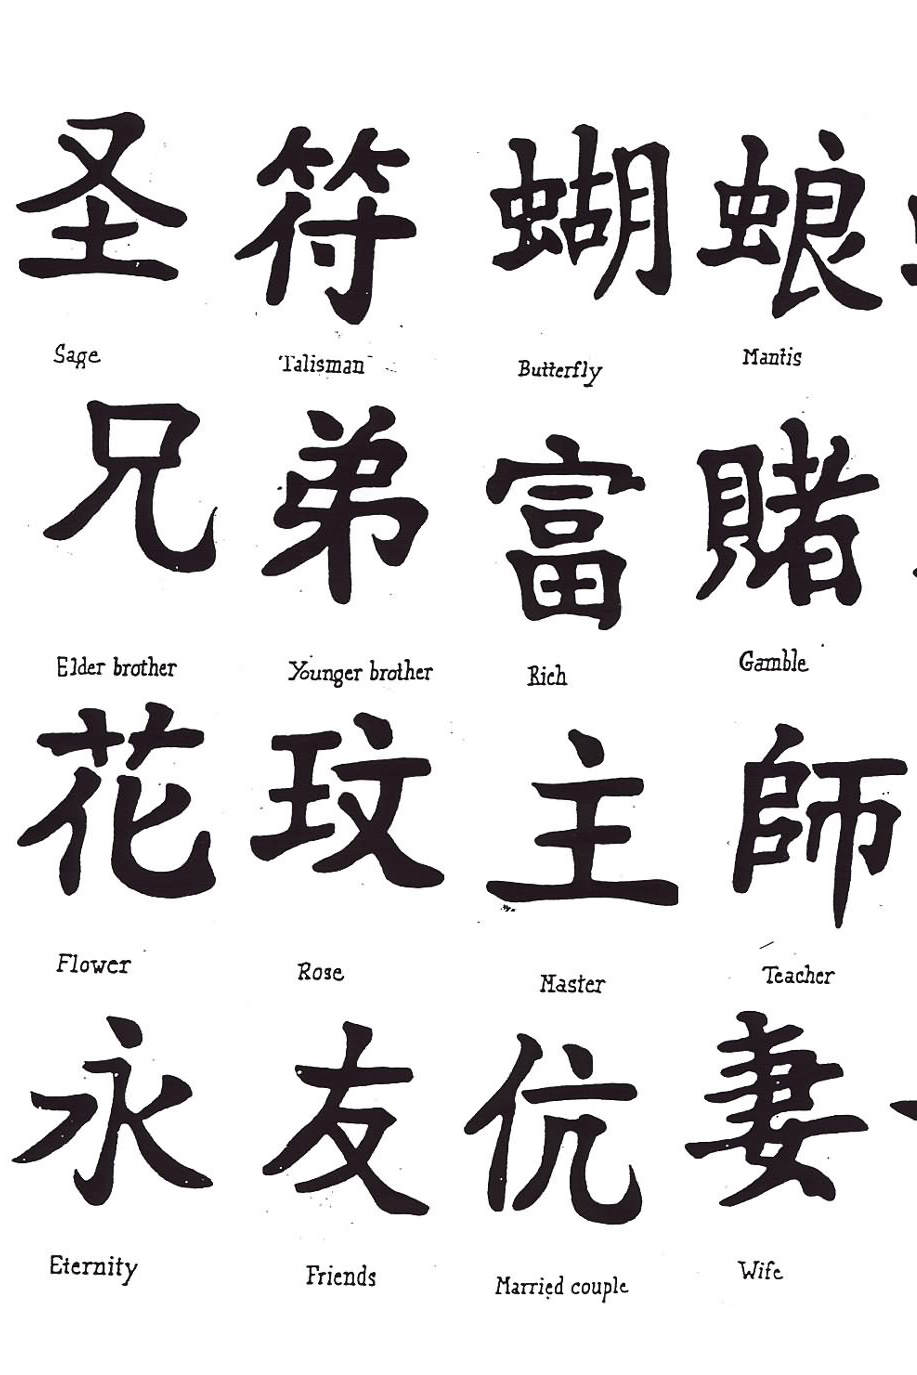 圣 符 蝴 蜋
Sage Talisman Butterfly Mantis
兄 弟 富 賭
Elder brother Younger brother Rich Gamble
花 玟 主 師
Flower Rose Master Teacher
永 友 伉 妻
Eternity Friends Married couple Wife